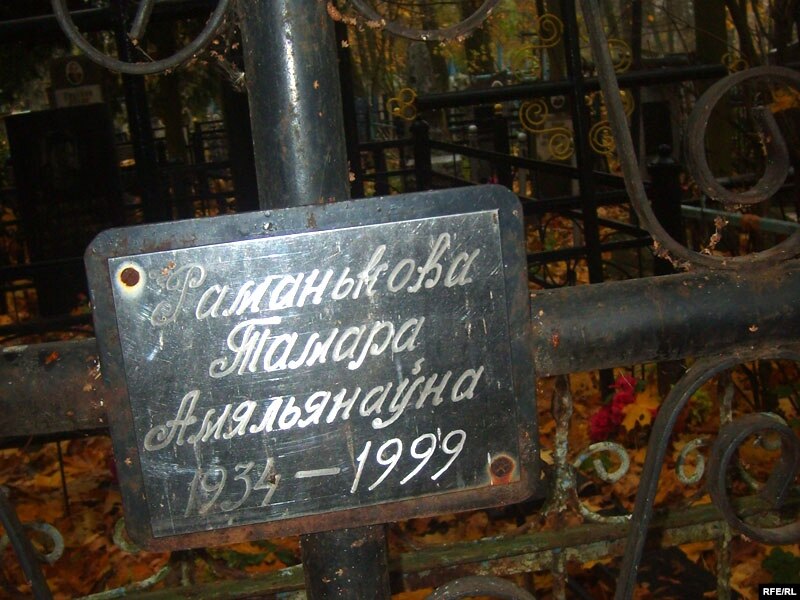 Раманькова
Тамара
Амяльянаўна
1934 — 1999
RFE/RL